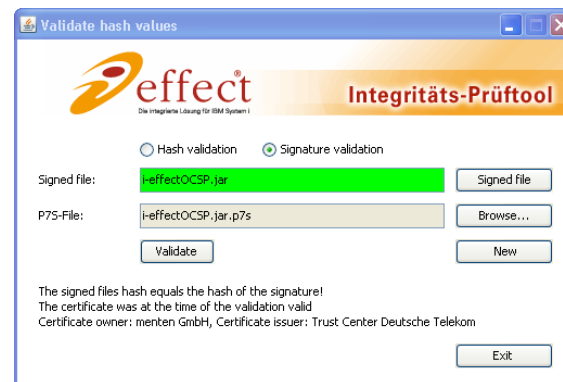 Validate hash values
effect
Die integrierte Lösung für IBM System i
Integritäts-Prüftool
Hash validation Signature validation
Signed file: i-effectOCSP.jar Signed file
P7S-File: i-effectOCSP.jar.p7s Browse...
Validate New
The signed files hash equals the hash of the signature!
The certificate was at the time of the validation valid
Certificate owner: menten GmbH, Certificate issuer: Trust Center Deutsche Telekom
Exit